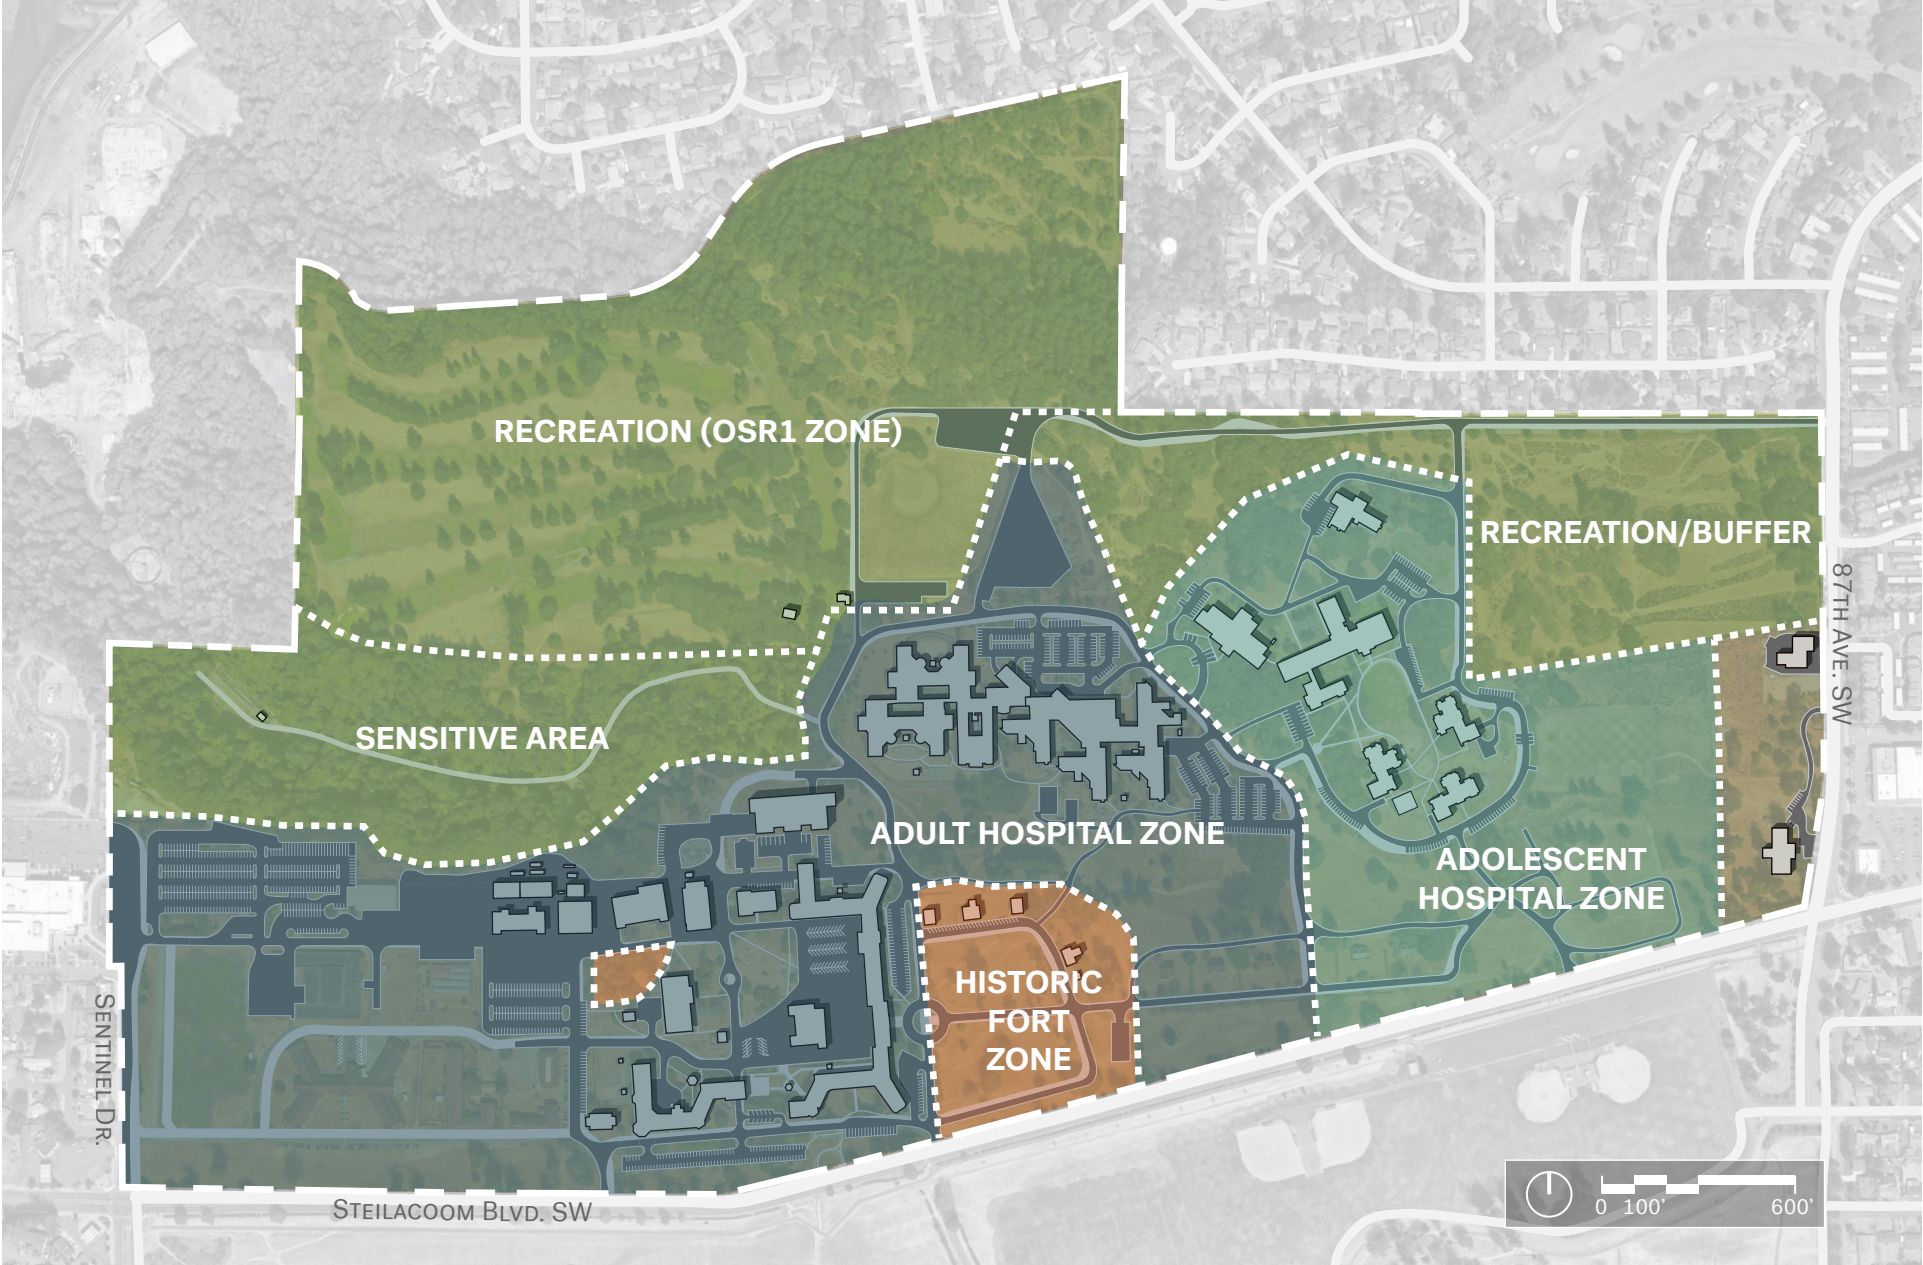 RECREATION (OSR1 ZONE)
RECREATION/BUFFER
87TH AVE. SW
SENSITIVE AREA
ADULT HOSPITAL ZONE
ADOLESCENT
HOSPITAL ZONE
HISTORIC
FORT
ZONE
SENTINEL DR.
STEILACOOM BLVD. SW
0 100' 600'